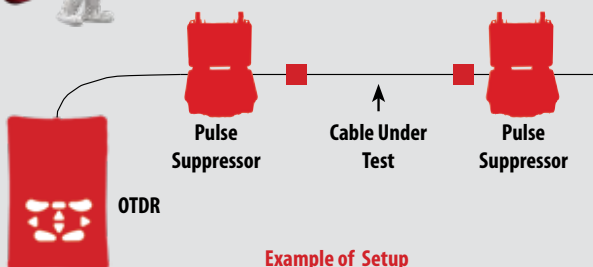 Pulse
Suppressor
Cable Under
Test
Pulse
Suppressor
OTDR
Example of Setup